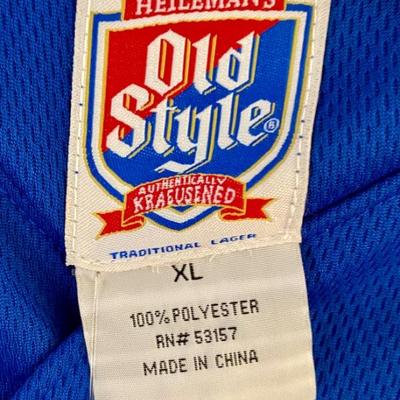 HEILEMAN'S
Old
Style®
AUTHENTICALLY
KRAEUSENED
TRADITIONAL LAGER
XL
100% POLYESTER
RN# 53157
MADE IN CHINA